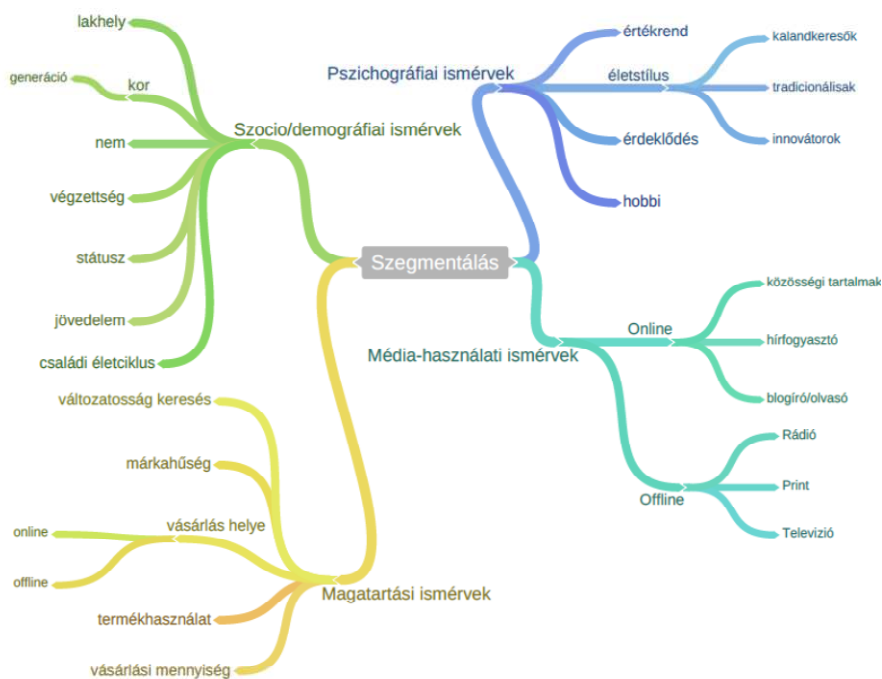 Szegmentálás
Szocio/demográfiai ismérvek
lakhely
kor
generáció
nem
végzettség
státusz
jövedelem
családi életciklus
Magatartási ismérvek
változatosság keresés
márkahűség
vásárlás helye
online
offline
termékhasználat
vásárlási mennyiség
Pszichográfiai ismérvek
értékrend
életstílus
kalandkeresők
tradicionálisak
innovátorok
érdeklődés
hobbi
Média-használati ismérvek
Online
közösségi tartalmak
hírfogyasztó
blogíró/olvasó
Offline
Rádió
Print
Televizió